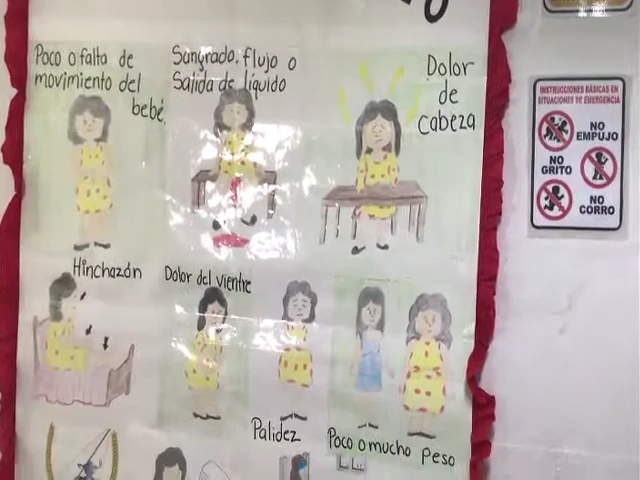 Poco o falta de
movimiento del
bebé.
Sangrado, flujo o
Salida de líquido
Dolor
de
cabeza
Hinchazón
Dolor del vientre
Palidez
Poco o mucho peso
INSTRUCCIONES BÁSICAS EN
SITUACIONES DE EMERGENCIA
NO
EMPUJO
NO
GRITO
NO
CORRO